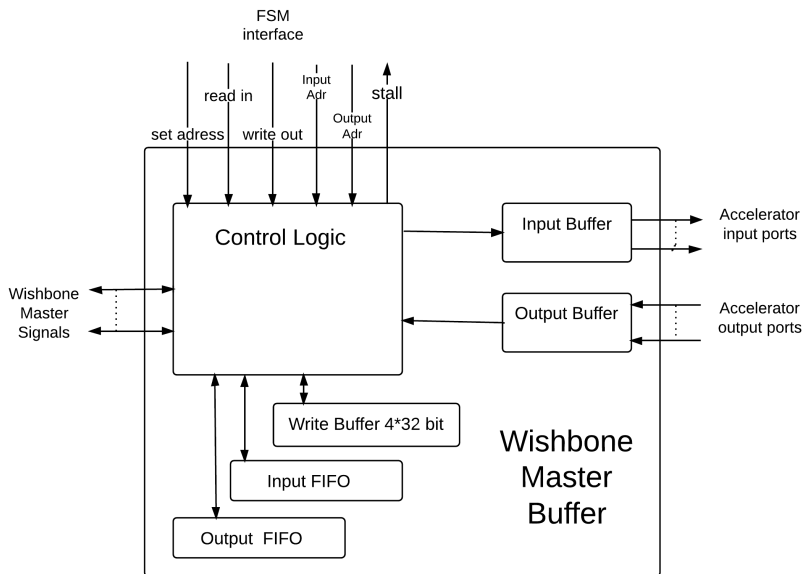 FSM
interface
set adress
read in
write out
Input
Adr
Output
Adr
stall
Control Logic
Input Buffer
Accelerator
input ports
Wishbone
Master
Signals
Output Buffer
Accelerator
output ports
Write Buffer 4*32 bit
Input FIFO
Output FIFO
Wishbone
Master
Buffer